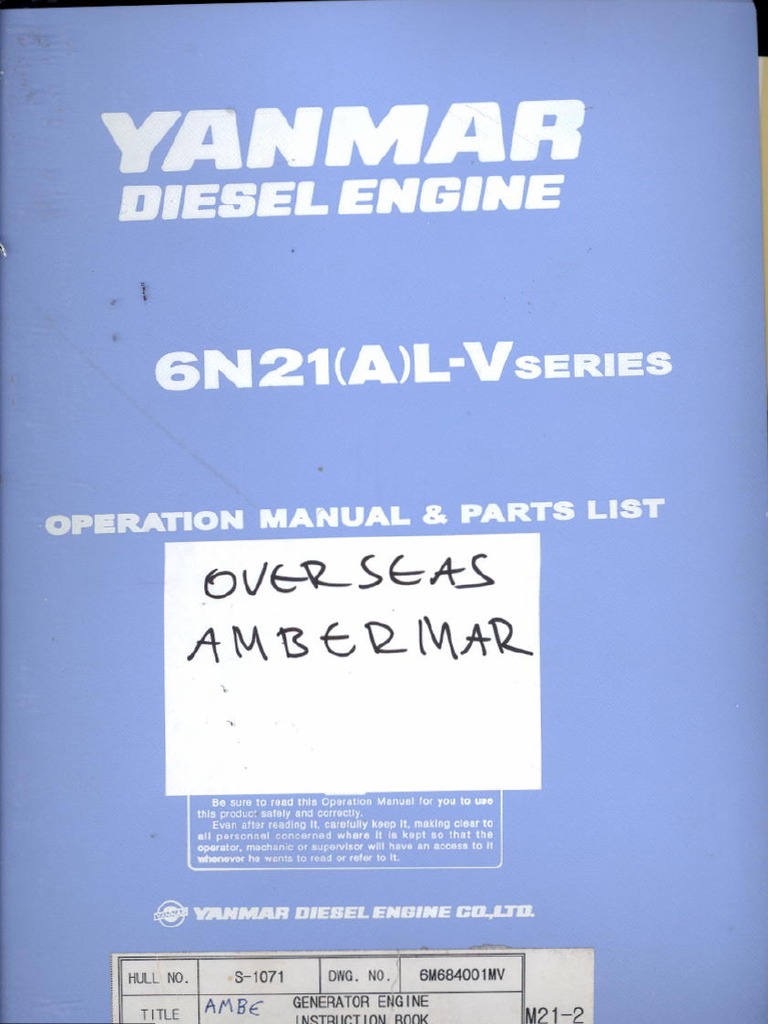 YANMAR
DIESEL ENGINE
6N21(A)L-V SERIES
OPERATION MANUAL & PARTS LIST
OVERSEAS
AMBERMAR
Be sure to read this Operation Manual for you to use
this product safely and correctly.
Even after reading it, carefully keep it, making clear to
all personnel concerned where it is kept so that the
operator, mechanic or supervisor will have an access to it
whenever he wants to read or refer to it.
YANMAR YANMAR DIESEL ENGINE CO.,LTD.
HULL NO. S-1071 DWG. NO. 6M684001MV
TITLE AMBE GENERATOR ENGINE
INSTRUCTION BOOK M21-2